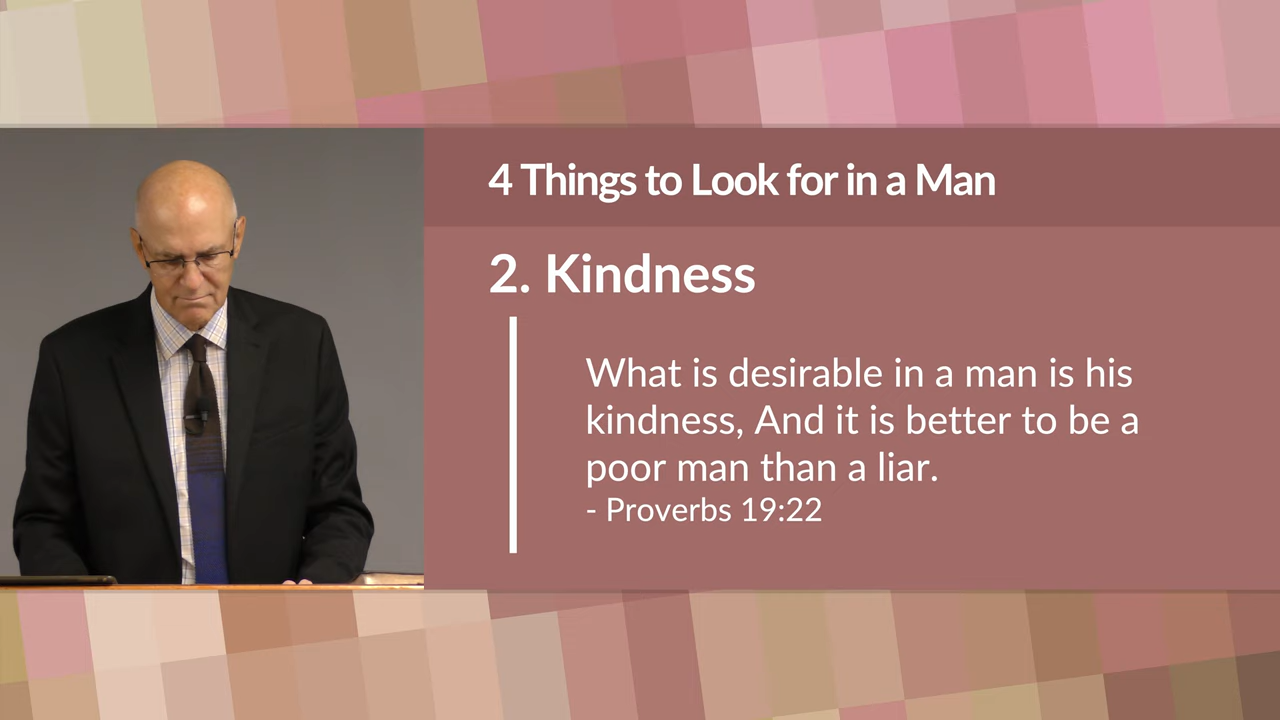 4 Things to Look for in a Man
2. Kindness
What is desirable in a man is his
kindness, And it is better to be a
poor man than a liar.
- Proverbs 19:22